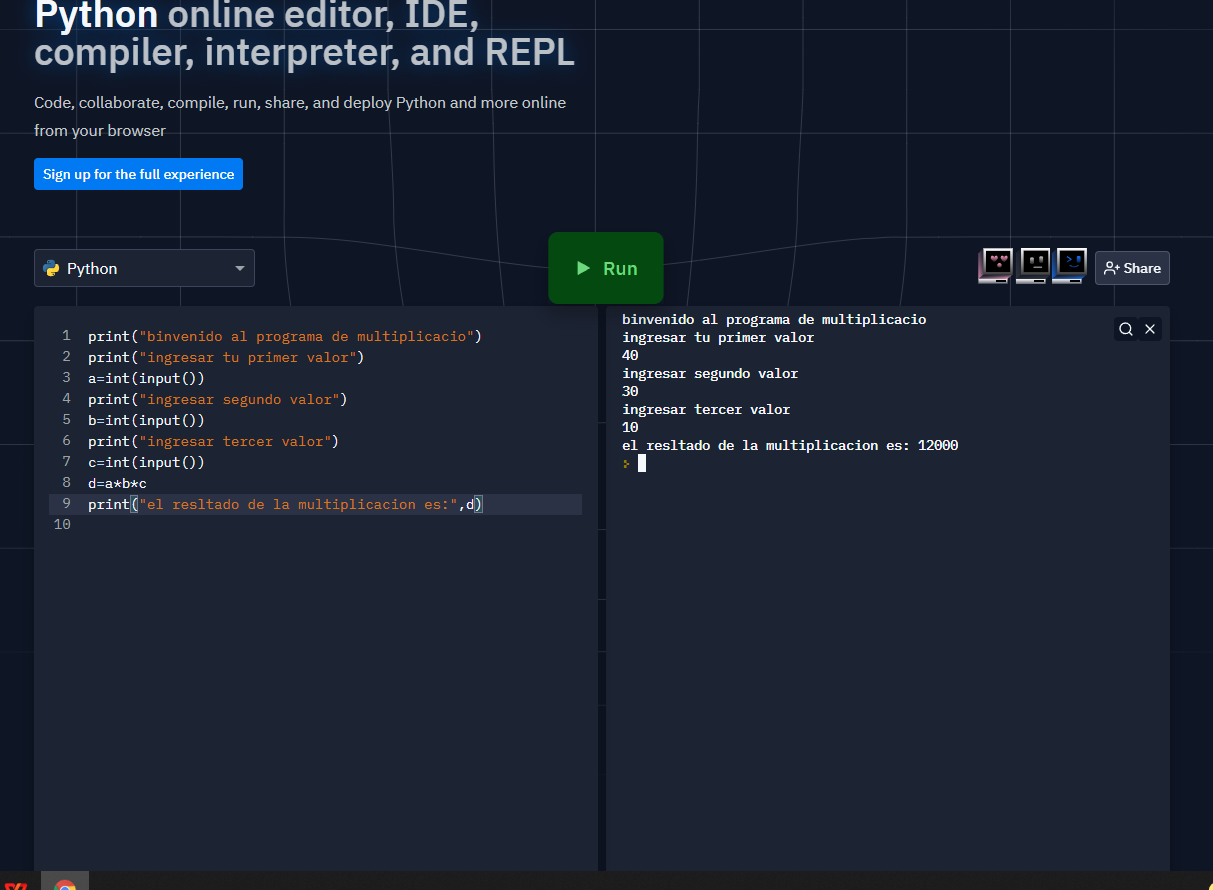 Python online editor, IDE,
compiler, interpreter, and REPL
Code, collaborate, compile, run, share, and deploy Python and more online
from your browser
Sign up for the full experience
Python
Run
Share
1 print("binvenido al programa de multiplicacio")
2 print("ingresar tu primer valor")
3 a=int(input())
4 print("ingresar segundo valor")
5 b=int(input())
6 print("ingresar tercer valor")
7 c=int(input())
8 d=a*b*c
9 print("el resltado de la multiplicacion es:",d)
10
binvenido al programa de multiplicacio
ingresar tu primer valor
40
ingresar segundo valor
30
ingresar tercer valor
10
el resltado de la multiplicacion es: 12000